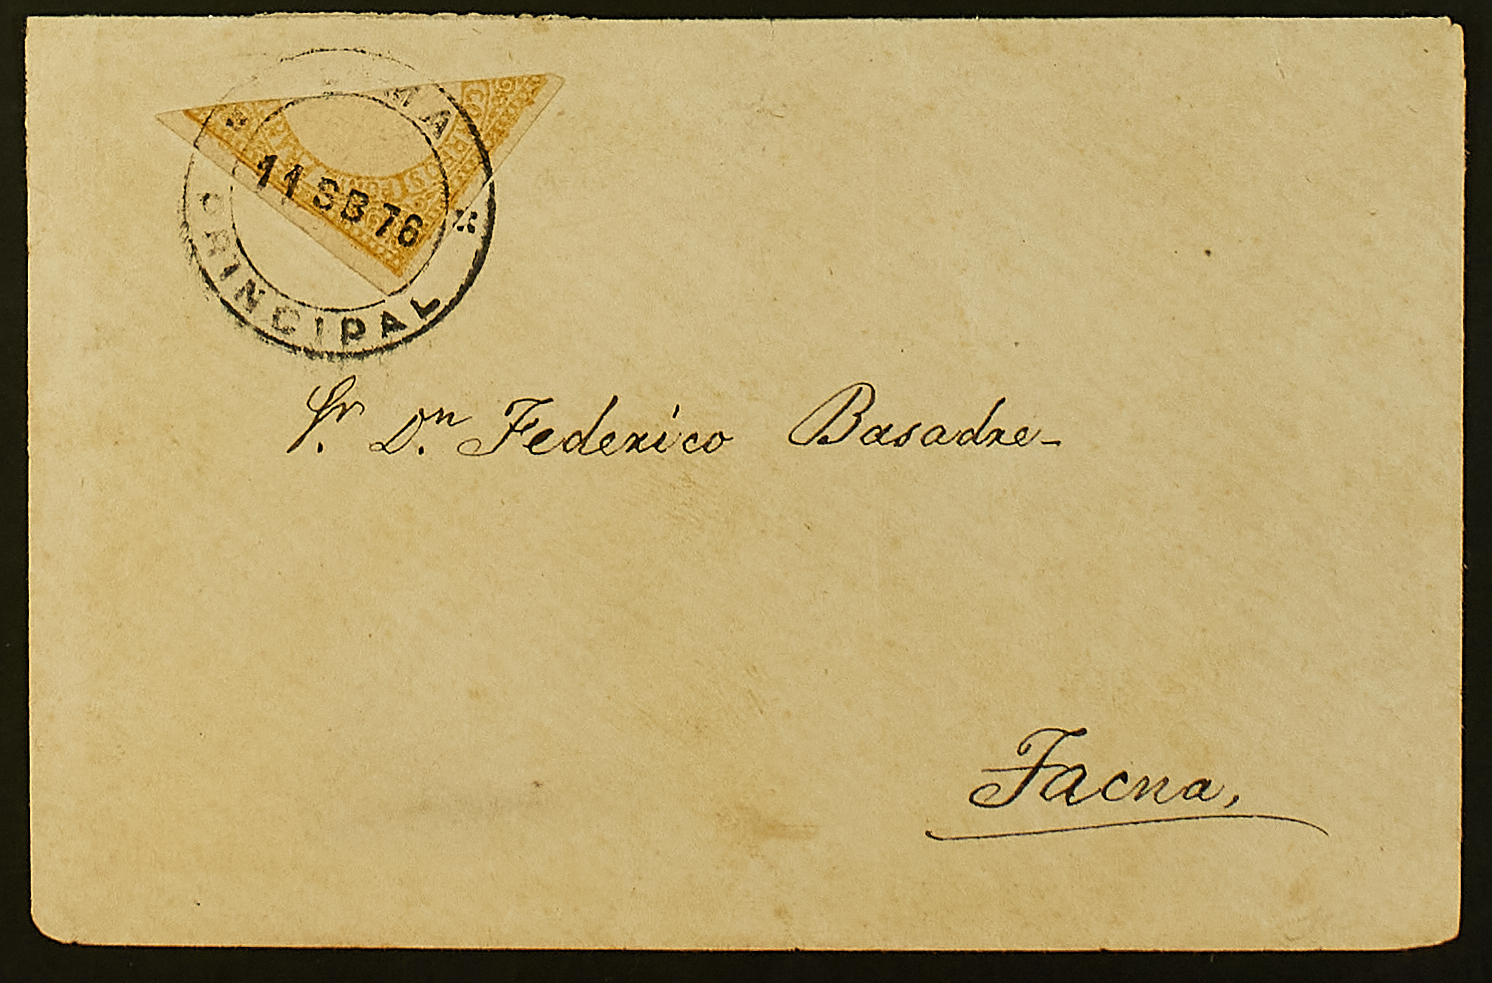 PRINCIPAL
11 SB 76
Sr. Dn Federico Basadre-
Tacna,